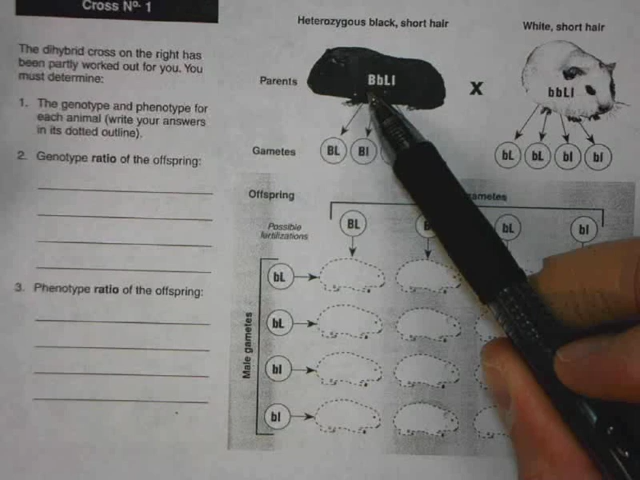 Cross Nº· 1
The dihybrid cross on the right has
been partly worked out for you. You
must determine:
1. The genotype and phenotype for
each animal (write your answers
in its dotted outline).
2. Genotype ratio of the offspring:
3. Phenotype ratio of the offspring:
Heterozygous black, short hair
White, short hair
Parents
BbLl
X
bbLl
Gametes
BL
Bl
bL
bL
bl
bl
Offspring
gametes
Possible
fertilizations
BL
bL
bl
Male gametes
bL
bL
bl
bl